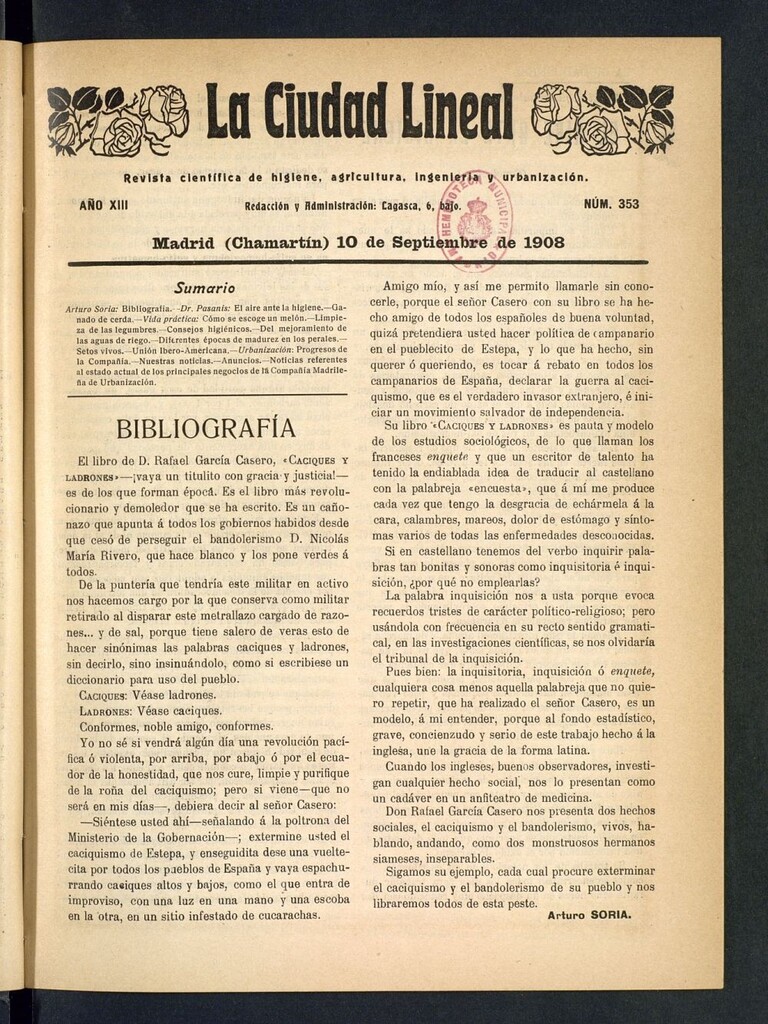 La Ciudad Lineal
Revista científica de higiene, agricultura, ingeniería y urbanización.
AÑO XIII
Redacción y Administración: Lagasca, 6, bajo.
NÚM. 353
HEMEROTECA MUNICIPAL
MADRID
Madrid (Chamartín) 10 de Septiembre de 1908
Sumario
Arturo Soria: Bibliografía.—Dr. Pasanis: El aire ante la higiene.—Ga-
nado de cerda.—Vida práctica: Cómo se escoge un melón.—Limpie-
za de las legumbres.—Consejos higiénicos.—Del mejoramiento de
las aguas de riego.—Diferentes épocas de madurez en los perales.—
Setos vivos.—Unión Ibero-Americana.—Urbanización: Progresos de
la Compañía.—Nuestras noticias.—Anuncios.—Noticias referentes
al estado actual de los principales negocios de la Compañía Madrile-
ña de Urbanización.
BIBLIOGRAFÍA
El libro de D. Rafael García Casero, «CACIQUES Y
LADRONES»—¡vaya un titulito con gracia y justicia!—
es de los que forman época. Es el libro más revolu-
cionario y demoledor que se ha escrito. Es un caño-
nazo que apunta á todos los gobiernos habidos desde
que cesó de perseguir el bandolerismo D. Nicolás
María Rivero, que hace blanco y los pone verdes á
todos.
De la puntería que tendría este militar en activo
nos hacemos cargo por la que conserva como militar
retirado al disparar este metrallazo cargado de razo-
nes... y de sal, porque tiene salero de veras esto de
hacer sinónimas las palabras caciques y ladrones,
sin decirlo, sino insinuándolo, como si escribiese un
diccionario para uso del pueblo.
CACIQUES: Véase ladrones.
LADRONES: Véase caciques.
Conformes, noble amigo, conformes.
Yo no sé si vendrá algún día una revolución pací-
fica ó violenta, por arriba, por abajo ó por el ecua-
dor de la honestidad, que nos cure, limpie y purifique
de la roña del caciquismo; pero si viene—que no
será en mis días—, debiera decir al señor Casero:
—Siéntese usted ahí—señalando á la poltrona del
Ministerio de la Gobernación—; extermine usted el
caciquismo de Estepa, y enseguidita dese una vuelte-
cita por todos los pueblos de España y vaya espachu-
rrando caciques altos y bajos, como el que entra de
improviso, con una luz en una mano y una escoba
en la otra, en un sitio infestado de cucarachas.
Amigo mío, y así me permito llamarle sin cono-
cerle, porque el señor Casero con su libro se ha he-
cho amigo de todos los españoles de buena voluntad,
quizá pretendiera usted hacer política de campanario
en el pueblecito de Estepa, y lo que ha hecho, sin
querer ó queriendo, es tocar á rebato en todos los
campanarios de España, declarar la guerra al caci-
quismo, que es el verdadero invasor extranjero, é ini-
ciar un movimiento salvador de independencia.
Su libro «CACIQUES Y LADRONES» es pauta y modelo
de los estudios sociológicos, de lo que llaman los
franceses enquete y que un escritor de talento ha
tenido la endiablada idea de traducir al castellano
con la palabreja «encuesta», que á mí me produce
cada vez que tengo la desgracia de echármela á la
cara, calambres, mareos, dolor de estómago y sínto-
mas varios de todas las enfermedades desconocidas.
Si en castellano tenemos del verbo inquirir pala-
bras tan bonitas y sonoras como inquisitoria é inqui-
sición, ¿por qué no emplearlas?
La palabra inquisición nos a usta porque evoca
recuerdos tristes de carácter político-religioso; pero
usándola con frecuencia en su recto sentido gramati-
cal, en las investigaciones científicas, se nos olvidaría
el tribunal de la inquisición.
Pues bien: la inquisitoria, inquisición ó enquete,
cualquiera cosa menos aquella palabreja que no quie-
ro repetir, que ha realizado el señor Casero, es un
modelo, á mi entender, porque al fondo estadístico,
grave, concienzudo y serio de este trabajo hecho á la
inglesa, une la gracia de la forma latina.
Cuando los ingleses, buenos observadores, investi-
gan cualquier hecho social, nos lo presentan como
un cadáver en un anfiteatro de medicina.
Don Rafael García Casero nos presenta dos hechos
sociales, el caciquismo y el bandolerismo, vivos, ha-
blando, andando, como dos monstruosos hermanos
siameses, inseparables.
Sigamos su ejemplo, cada cual procure exterminar
el caciquismo y el bandolerismo de su pueblo y nos
libraremos todos de esta peste.
Arturo SORIA.